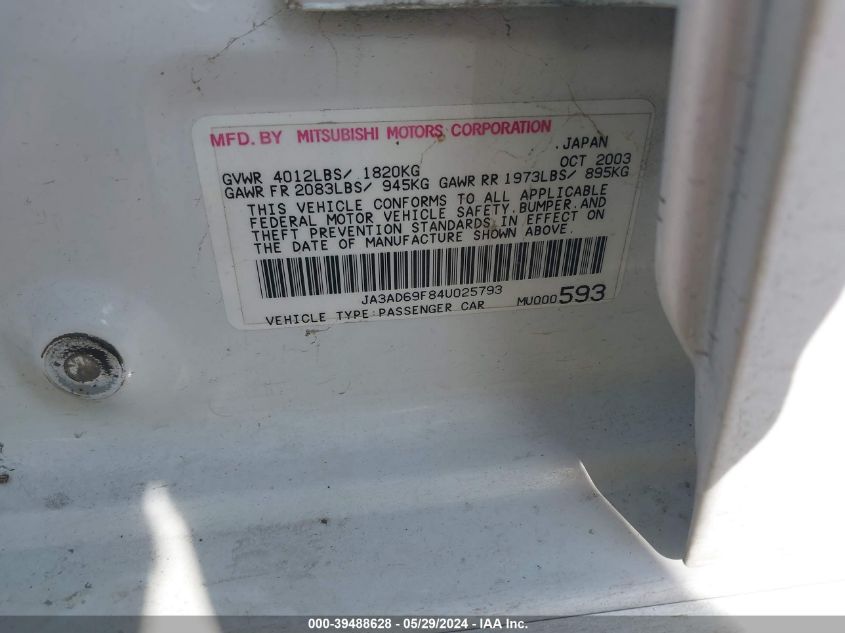 MFD. BY MITSUBISHI MOTORS CORPORATION
.JAPAN
GVWR 4012LBS/ 1820KG OCT 2003
GAWR FR 2083LBS/ 945KG GAWR RR 1973LBS/ 895KG
THIS VEHICLE CONFORMS TO ALL APPLICABLE
FEDERAL MOTOR VEHICLE SAFETY,BUMPER,AND
THEFT PREVENTION STANDARDS IN EFFECT ON
THE DATE OF MANUFACTURE SHOWN ABOVE.
JA3AD69F84U025793
VEHICLE TYPE:PASSENGER CAR MU000593
000-39488628 - 05/29/2024 - IAA Inc.